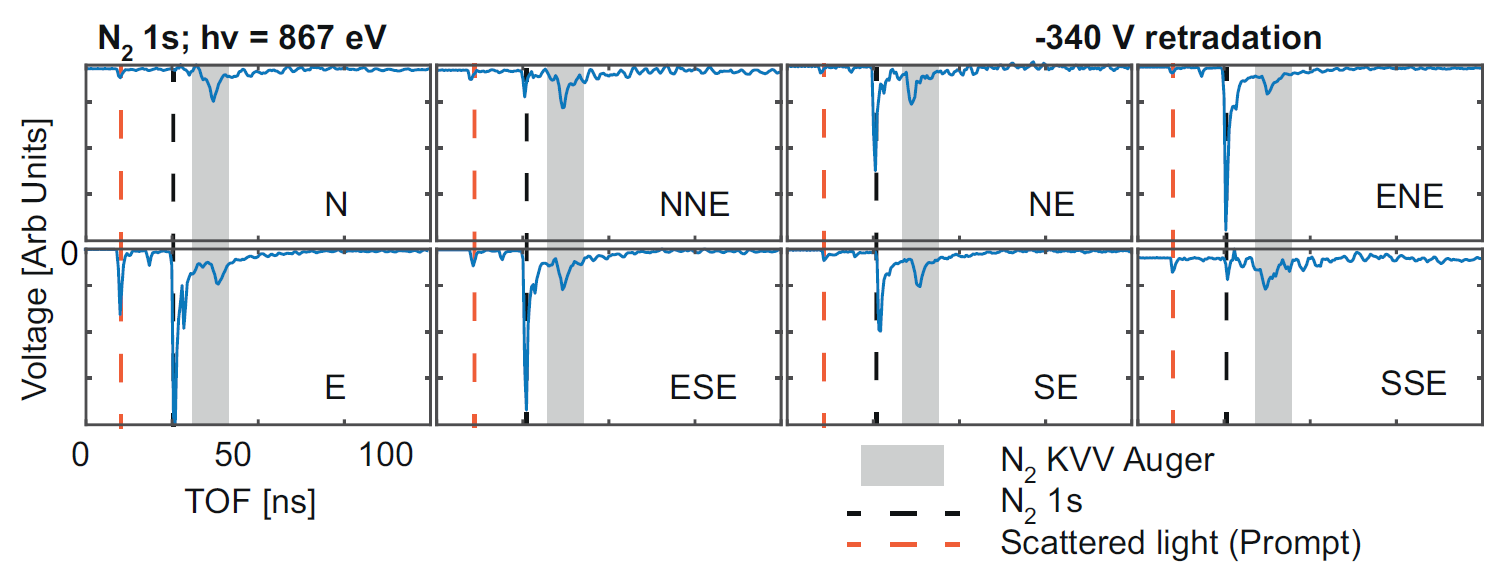 N2 1s; hv = 867 eV
-340 V retradation
N
NNE
NE
ENE
Voltage [Arb Units]
0
E
ESE
SE
SSE
0 50 100
TOF [ns]
N2 KVV Auger
N2 1s
Scattered light (Prompt)